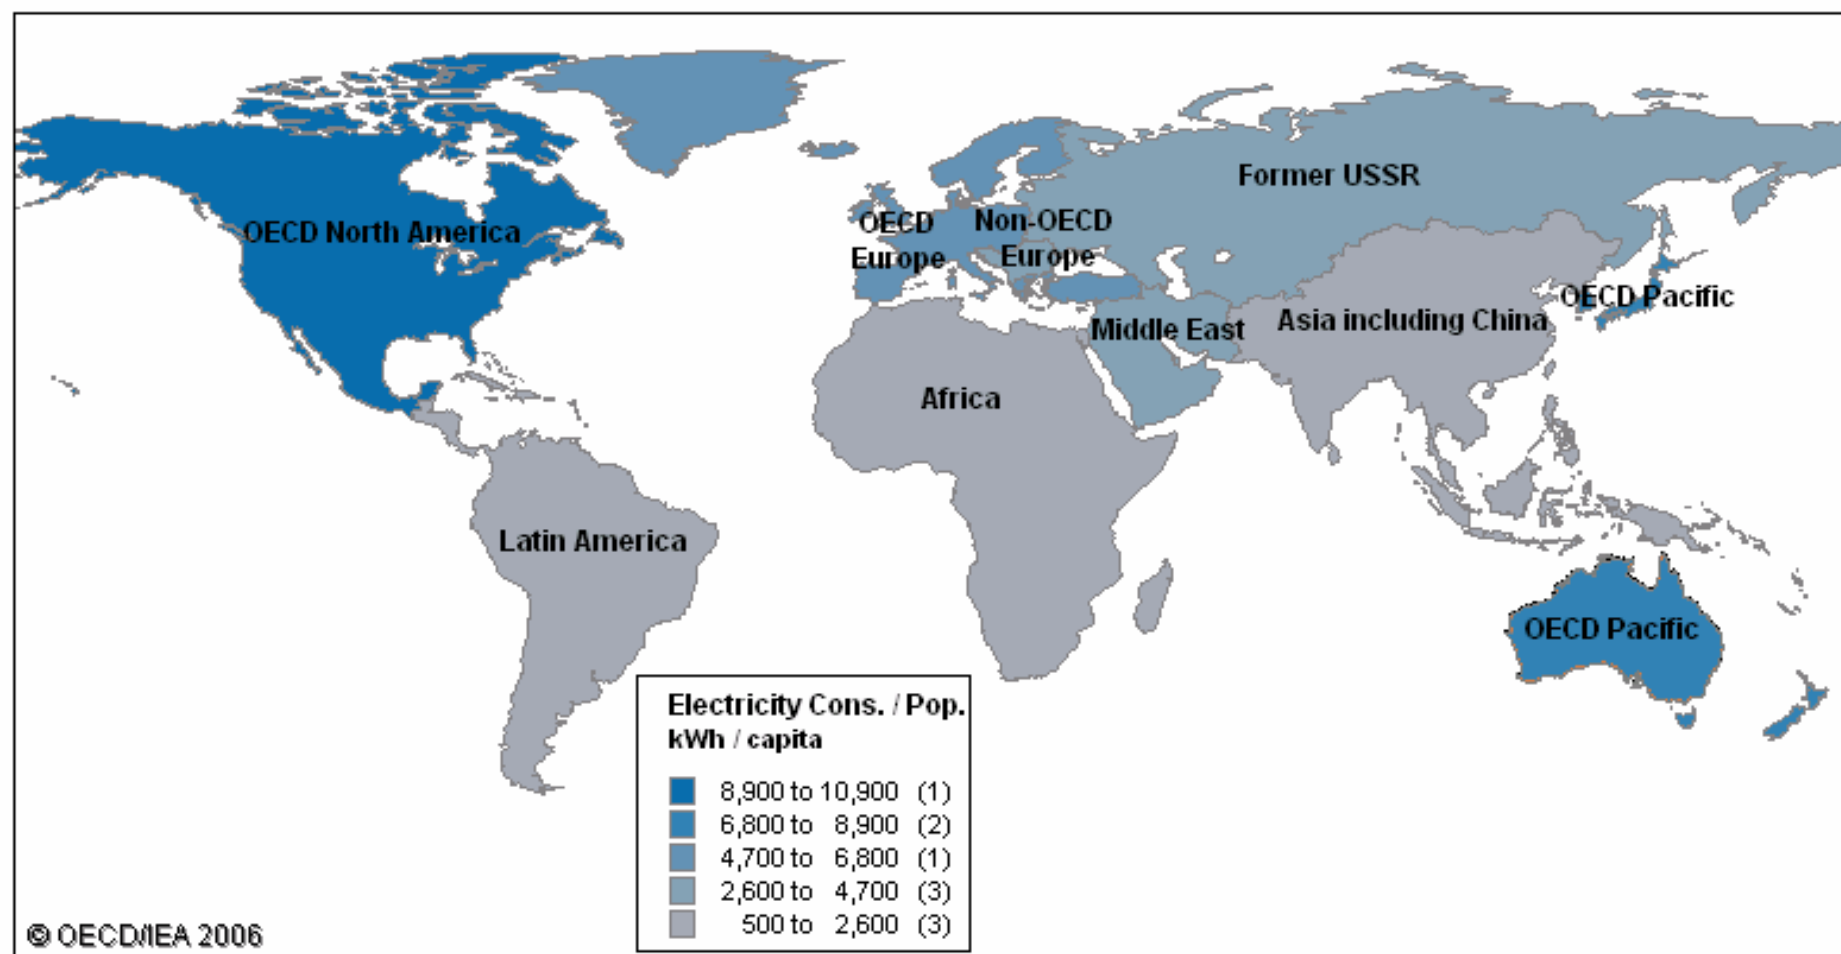 OECD North America
Former USSR
OECD
Europe
Non-OECD
Europe
OECD Pacific
Middle East
Asia including China
Africa
Latin America
OECD Pacific
Electricity Cons. / Pop.
kWh / capita
8,900 to 10,900 (1)
6,800 to 8,900 (2)
4,700 to 6,800 (1)
2,600 to 4,700 (3)
500 to 2,600 (3)
© OECD/IEA 2006